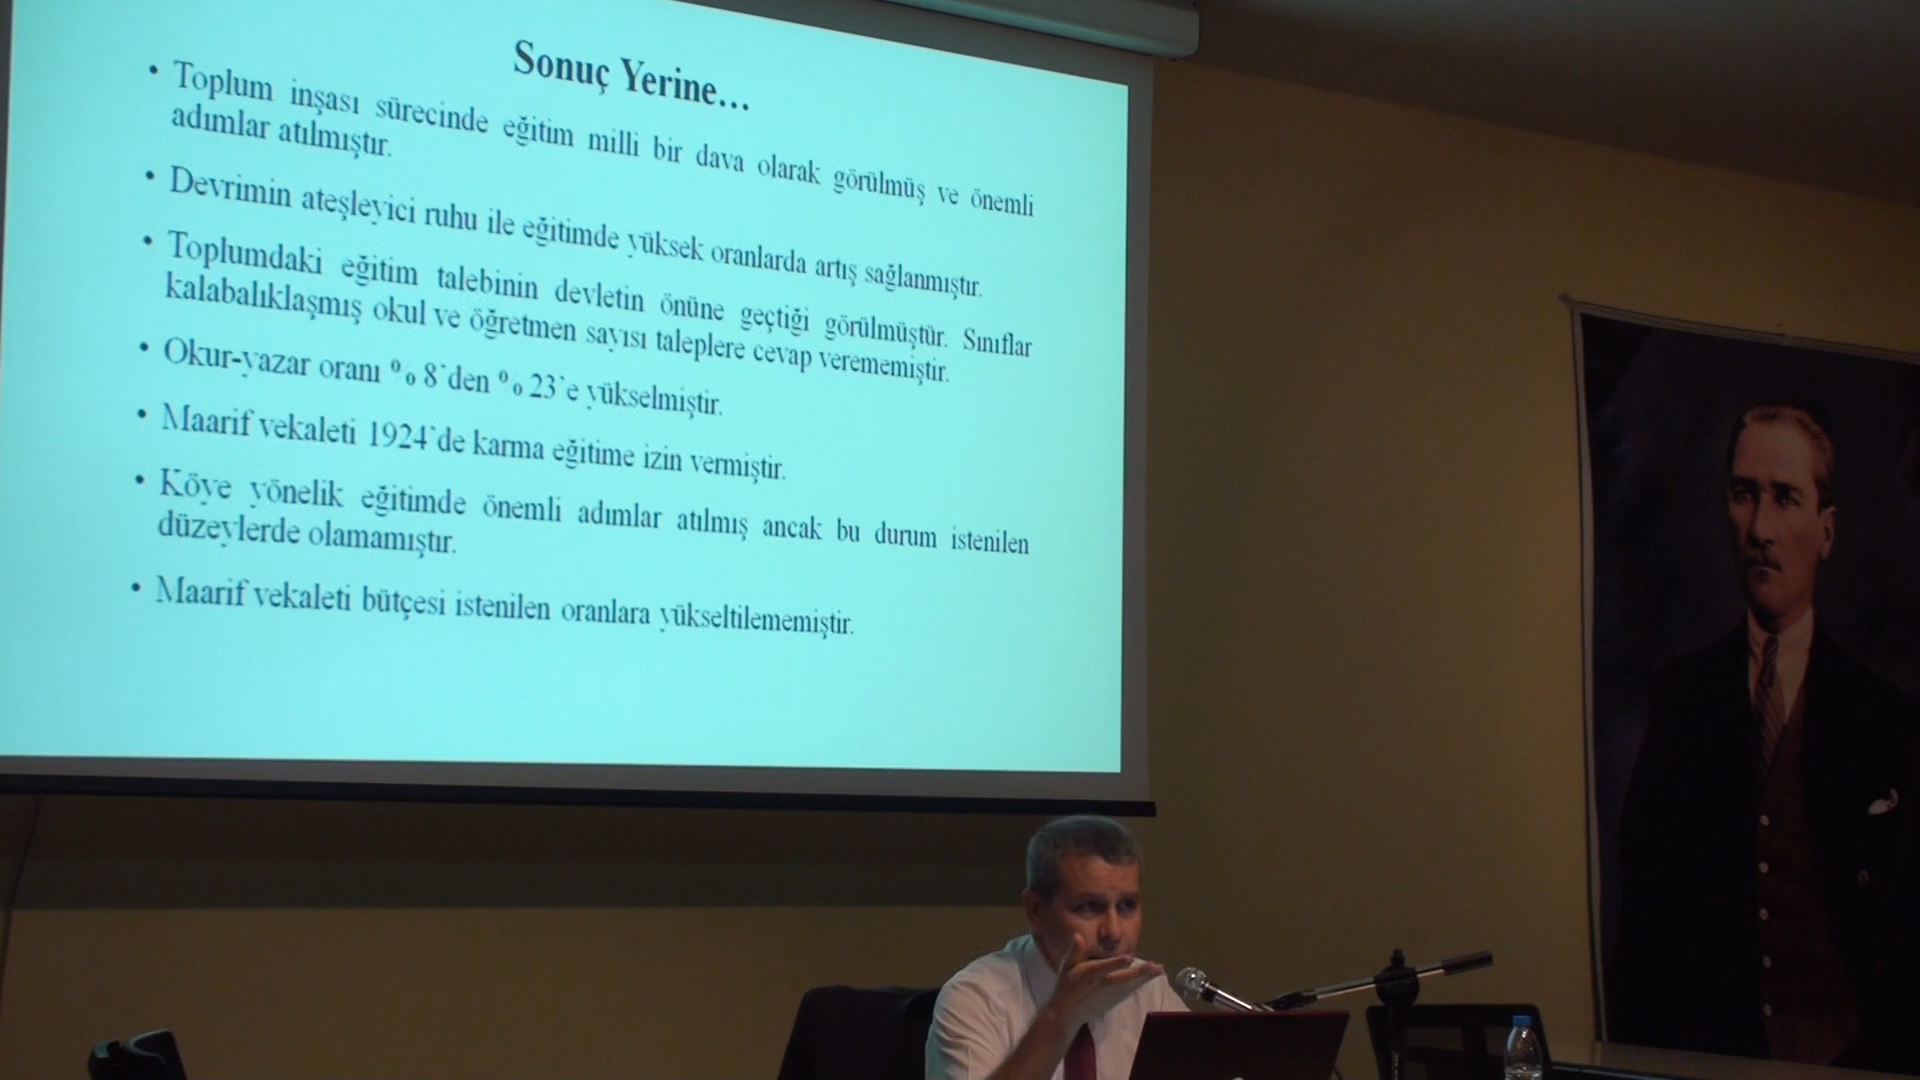 Sonuç Yerine...
• Toplum inşası sürecinde eğitim milli bir dava olarak görülmüş ve önemli
adımlar atılmıştır.
• Devrimin ateşleyici ruhu ile eğitimde yüksek oranlarda artış sağlanmıştır.
• Toplumdaki eğitim talebinin devletin önüne geçtiği görülmüştür. Sınıflar
kalabalıklaşmış okul ve öğretmen sayısı taleplere cevap verememiştir.
• Okur-yazar oranı % 8`den % 23`e yükselmiştir.
• Maarif vekaleti 1924`de karma eğitime izin vermiştir.
• Köye yönelik eğitimde önemli adımlar atılmış ancak bu durum istenilen
düzeylerde olamamıştır.
• Maarif vekaleti bütçesi istenilen oranlara yükseltilememiştir.